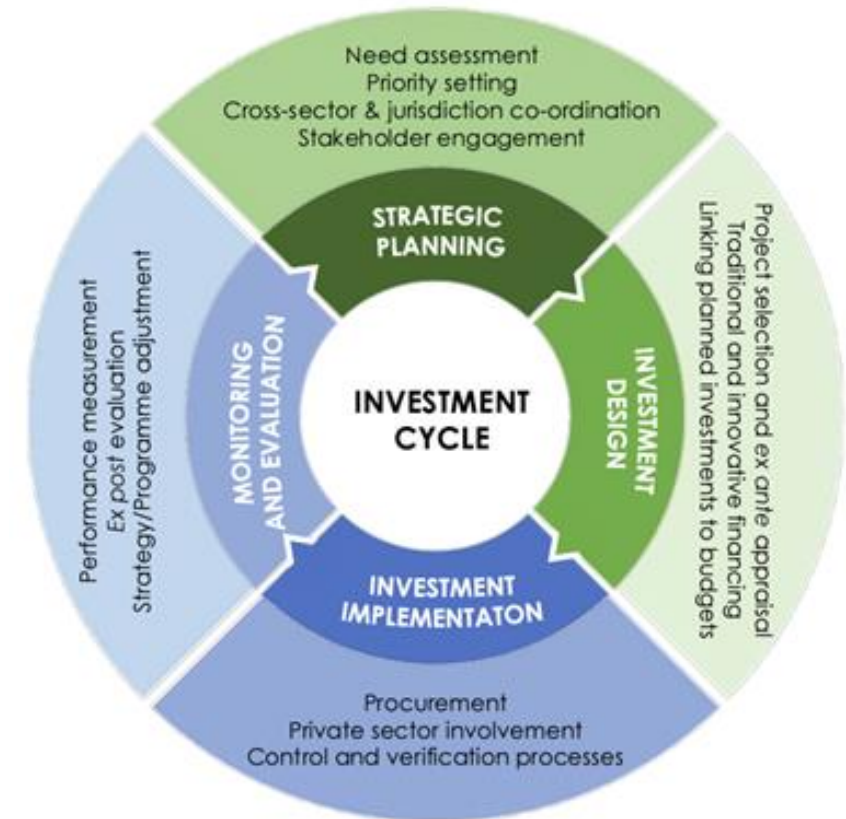 Need assessment
Priority setting
Cross-sector & jurisdiction co-ordination
Stakeholder engagement
STRATEGIC
PLANNING
Project selection and ex ante appraisal
Traditional and innovative financing
Linking planned investments to budgets
INVESTMENT
DESIGN
INVESTMENT
CYCLE
INVESTMENT
IMPLEMENTATON
Procurement
Private sector involvement
Control and verification processes
MONITORING
AND EVALUATION
Performance measurement
Ex post evaluation
Strategy/Programme adjustment